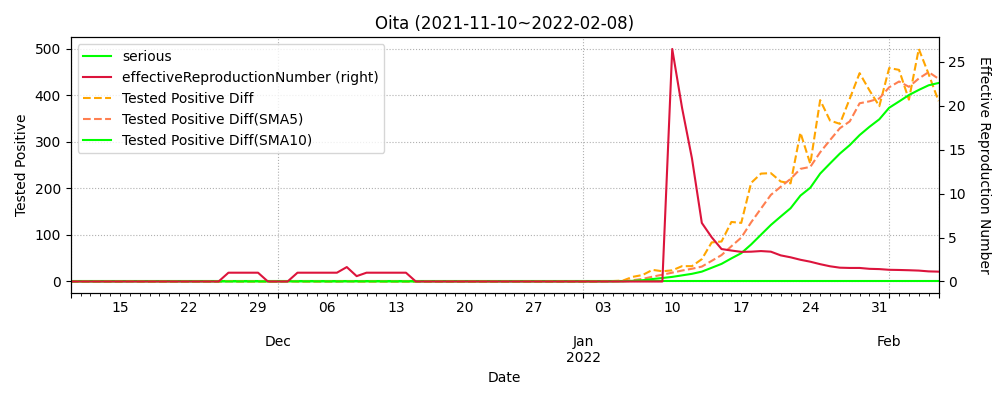 Oita (2021-11-10~2022-02-08)
serious
effectiveReproductionNumber (right)
Tested Positive Diff
Tested Positive Diff(SMA5)
Tested Positive Diff(SMA10)
Tested Positive
500
400
300
200
100
0
25
20
15
10
5
0
Effective Reproduction Number
15 22 29 06 13 20 27 03 10 17 24 31
Dec Jan Feb
2022
Date